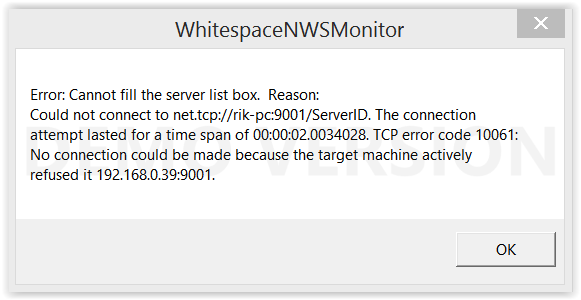 WhitespaceNWSMonitor
Error: Cannot fill the server list box.  Reason:
Could not connect to net.tcp://rik-pc:9001/ServerID. The connection
attempt lasted for a time span of 00:00:02.0034028. TCP error code 10061:
No connection could be made because the target machine actively
refused it 192.168.0.39:9001.
DEMO VERSION
OK